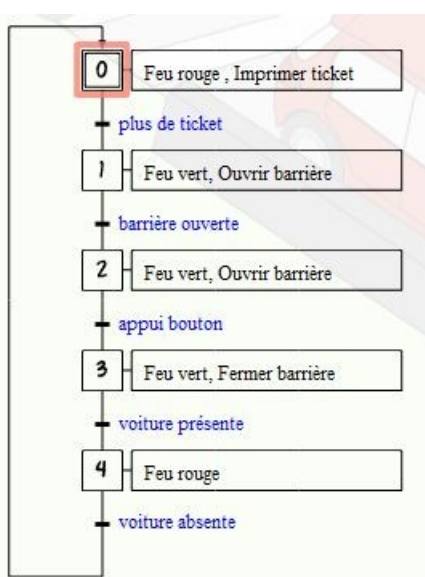 0 Feu rouge , Imprimer ticket
plus de ticket
1 Feu vert, Ouvrir barrière
barrière ouverte
2 Feu vert, Ouvrir barrière
appui bouton
3 Feu vert, Fermer barrière
voiture présente
4 Feu rouge
voiture absente